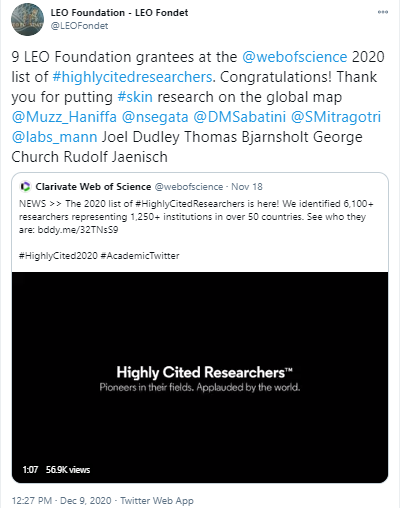 LEO Foundation - LEO Fondet
@LEOFondet
9 LEO Foundation grantees at the @webofscience 2020
list of #highlycitedresearchers. Congratulations! Thank
you for putting #skin research on the global map
@Muzz_Haniffa @nsegata @DMSabatini @SMitragotri
@labs_mann Joel Dudley Thomas Bjarnsholt George
Church Rudolf Jaenisch
Clarivate Web of Science @webofscience · Nov 18
NEWS >> The 2020 list of #HighlyCitedResearchers is here! We identified 6,100+
researchers representing 1,250+ institutions in over 50 countries. See who they
are: bddy.me/32TNsS9
#HighlyCited2020 #AcademicTwitter
Highly Cited Researchers™
Pioneers in their fields. Applauded by the world.
1:07 56.9K views
12:27 PM · Dec 9, 2020 · Twitter Web App